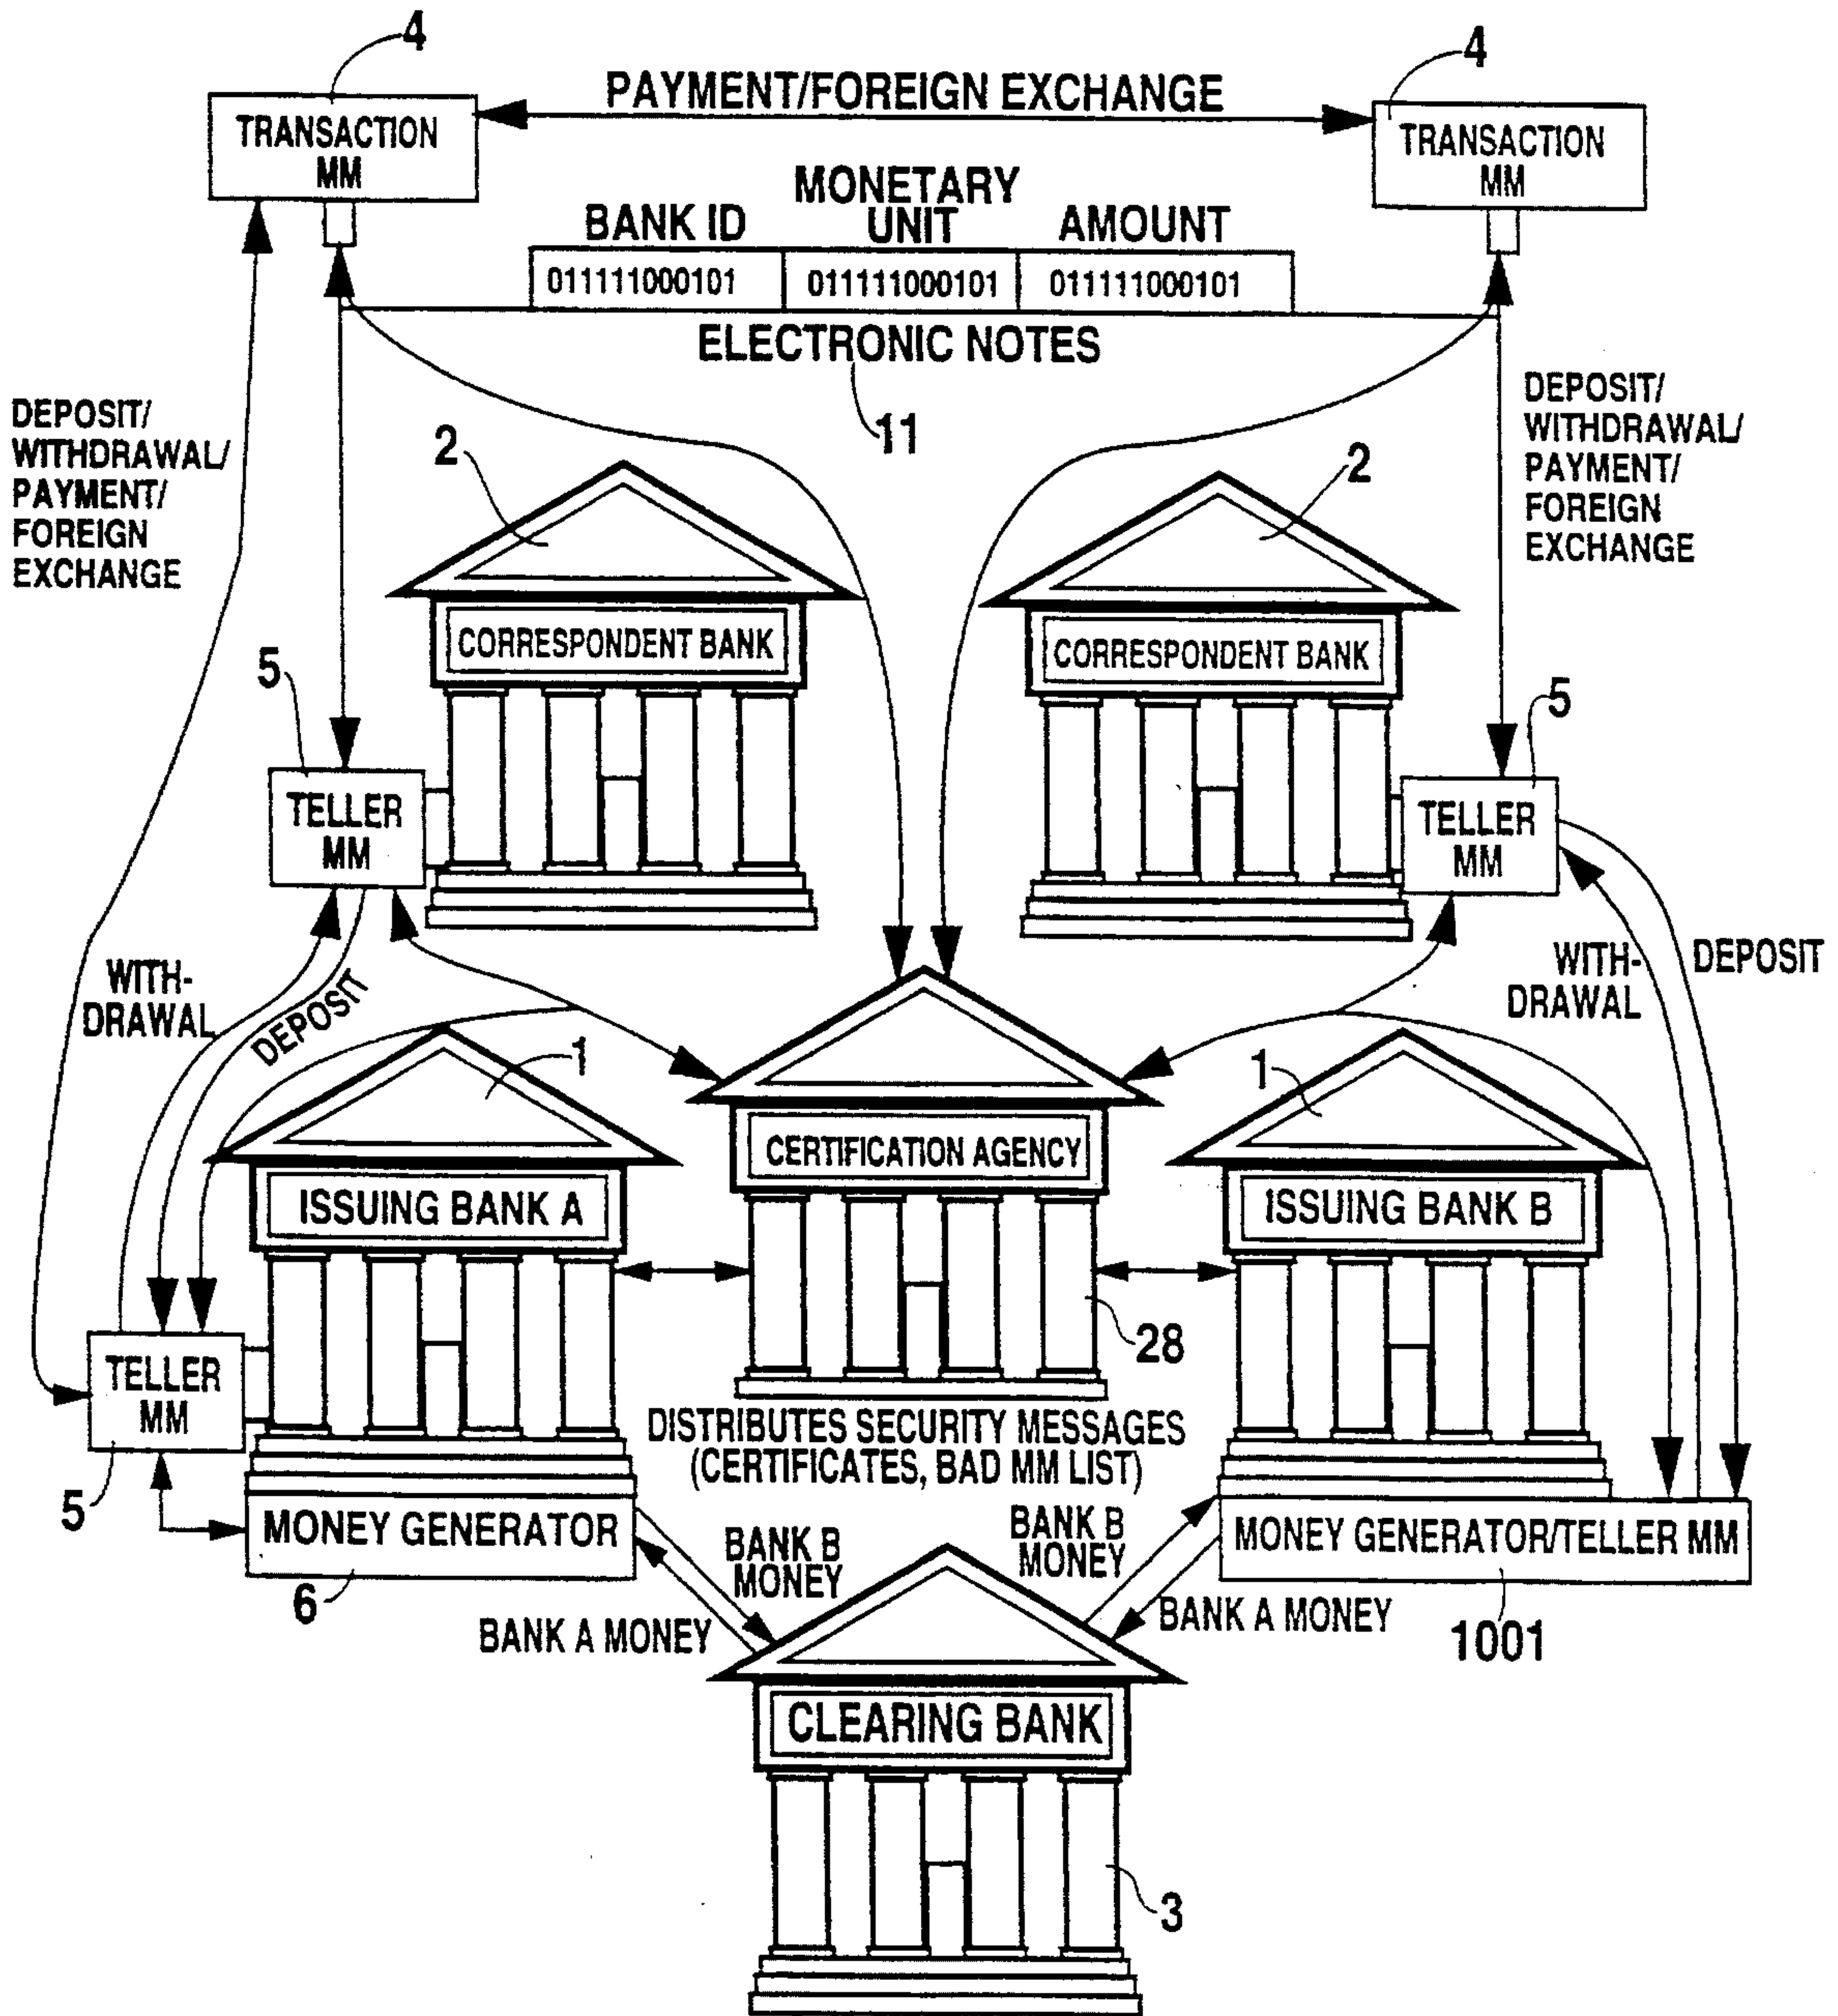 4
4
PAYMENT/FOREIGN EXCHANGE
TRANSACTION
MM
TRANSACTION
MM
MONETARY
BANK ID
UNIT
AMOUNT
011111000101
011111000101
011111000101
ELECTRONIC NOTES
11
DEPOSIT/
WITHDRAWAL/
PAYMENT/
FOREIGN
EXCHANGE
DEPOSIT/
WITHDRAWAL/
PAYMENT/
FOREIGN
EXCHANGE
2
2
CORRESPONDENT BANK
CORRESPONDENT BANK
5
5
TELLER
MM
TELLER
MM
WITH-
DRAWAL
DEPOSIT
WITH-
DRAWAL
DEPOSIT
1
1
CERTIFICATION AGENCY
ISSUING BANK A
ISSUING BANK B
28
TELLER
MM
5
DISTRIBUTES SECURITY MESSAGES
(CERTIFICATES, BAD MM LIST)
MONEY GENERATOR
6
BANK B
MONEY
BANK A MONEY
BANK B
MONEY
BANK A MONEY
MONEY GENERATOR/TELLER MM
1001
CLEARING BANK
3